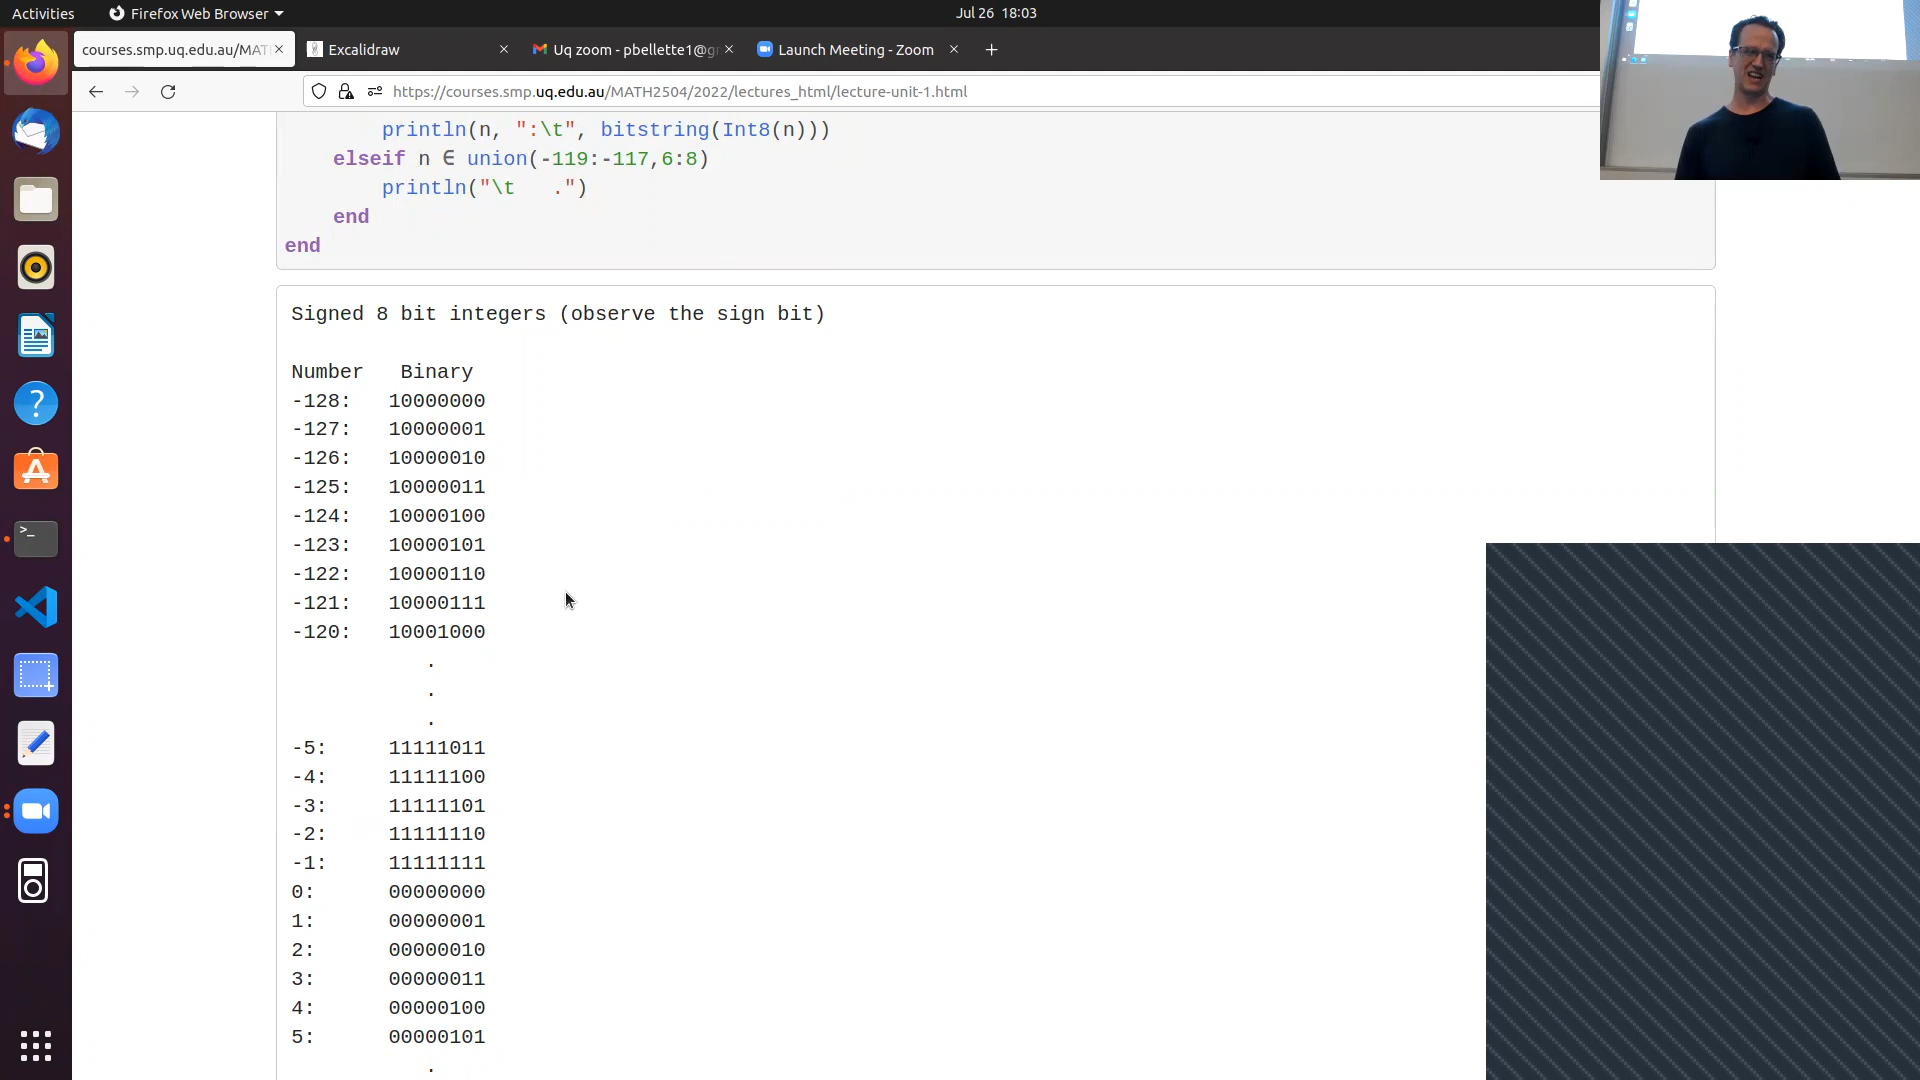 Activities
Firefox Web Browser
Jul 26 18:03
courses.smp.uq.edu.au/MAT
Excalidraw
Uq zoom - pbellette1@g
Launch Meeting - Zoom
https://courses.smp.uq.edu.au/MATH2504/2022/lectures_html/lecture-unit-1.html
println(n, ":\t", bitstring(Int8(n)))
elseif n ∈ union(-119:-117,6:8)
println("\t   .")
end
end
Signed 8 bit integers (observe the sign bit)
Number Binary
-128: 10000000
-127: 10000001
-126: 10000010
-125: 10000011
-124: 10000100
-123: 10000101
-122: 10000110
-121: 10000111
-120: 10001000
.
.
.
-5: 11111011
-4: 11111100
-3: 11111101
-2: 11111110
-1: 11111111
0: 00000000
1: 00000001
2: 00000010
3: 00000011
4: 00000100
5: 00000101
.